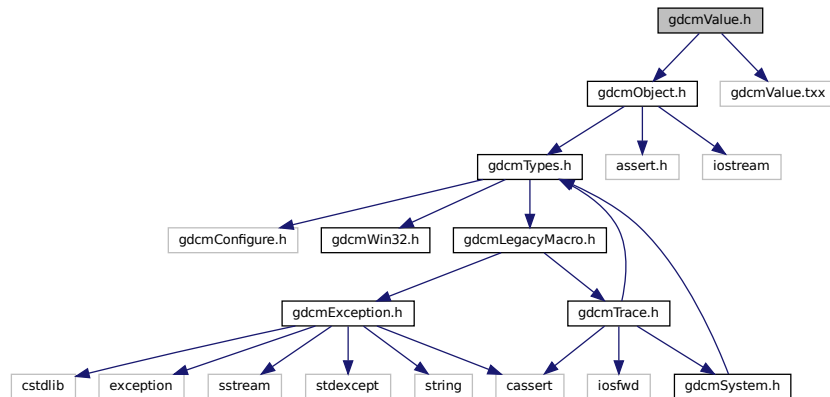 gdcmValue.h
gdcmObject.h
gdcmValue.txx
gdcmTypes.h
assert.h
iostream
gdcmConfigure.h
gdcmWin32.h
gdcmLegacyMacro.h
gdcmException.h
gdcmTrace.h
cstdlib
exception
sstream
stdexcept
string
cassert
iosfwd
gdcmSystem.h